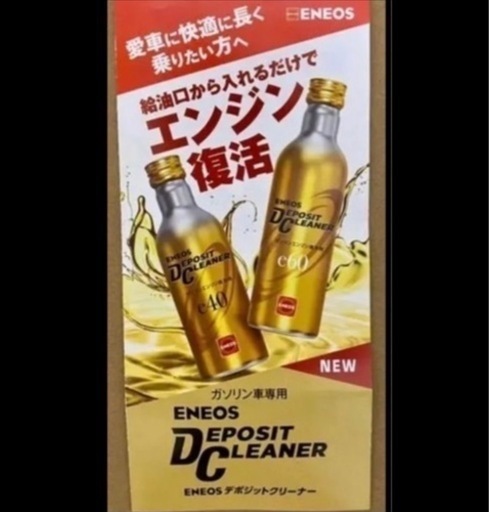 愛車に快適に長く
乗りたい方へ
ENEOS
給油口から入れるだけで
エンジン
復活
ENEOS
DEPOSIT
CLEANER
e40
ENEOS
ENEOS
DEPOSIT
CLEANER
e60
ENEOS
NEW
ガソリン車専用
ENEOS
DEPOSIT
CLEANER
ENEOS デポジットクリーナー